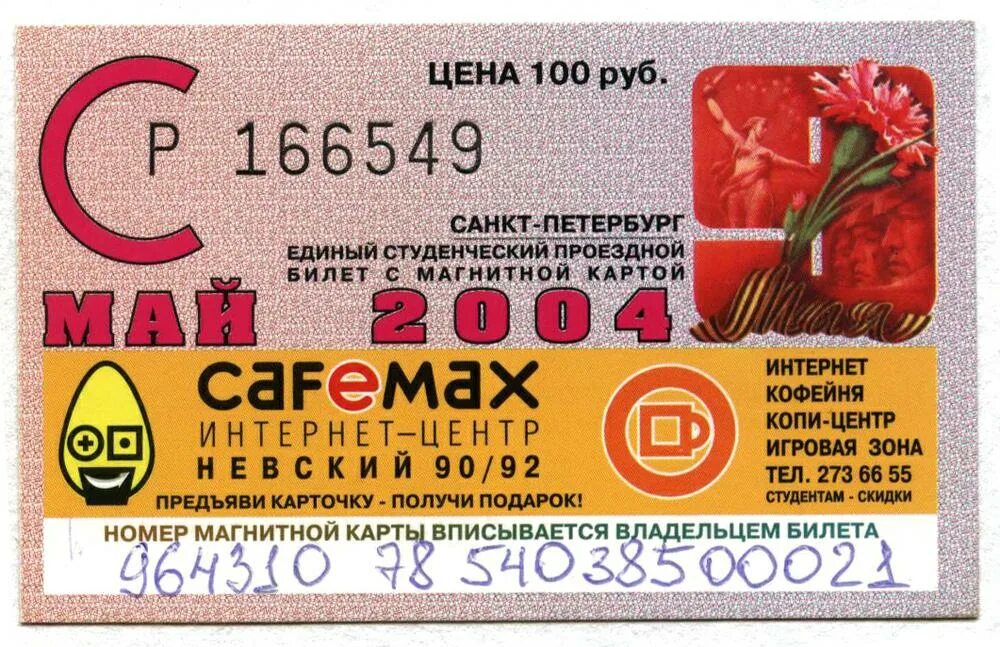 ЦЕНА 100 руб.
С
Р 166549
САНКТ-ПЕТЕРБУРГ
ЕДИНЫЙ СТУДЕНЧЕСКИЙ ПРОЕЗДНОЙ
БИЛЕТ С МАГНИТНОЙ КАРТОЙ
МАЙ 2004
9 Мая
CAFeMAX
ИНТЕРНЕТ–ЦЕНТР
НЕВСКИЙ 90/92
ПРЕДЪЯВИ КАРТОЧКУ - ПОЛУЧИ ПОДАРОК!
ИНТЕРНЕТ
КОФЕЙНЯ
КОПИ-ЦЕНТР
ИГРОВАЯ ЗОНА
ТЕЛ. 273 66 55
СТУДЕНТАМ - СКИДКИ
НОМЕР МАГНИТНОЙ КАРТЫ ВПИСЫВАЕТСЯ ВЛАДЕЛЬЦЕМ БИЛЕТА
964310 78 54038500021